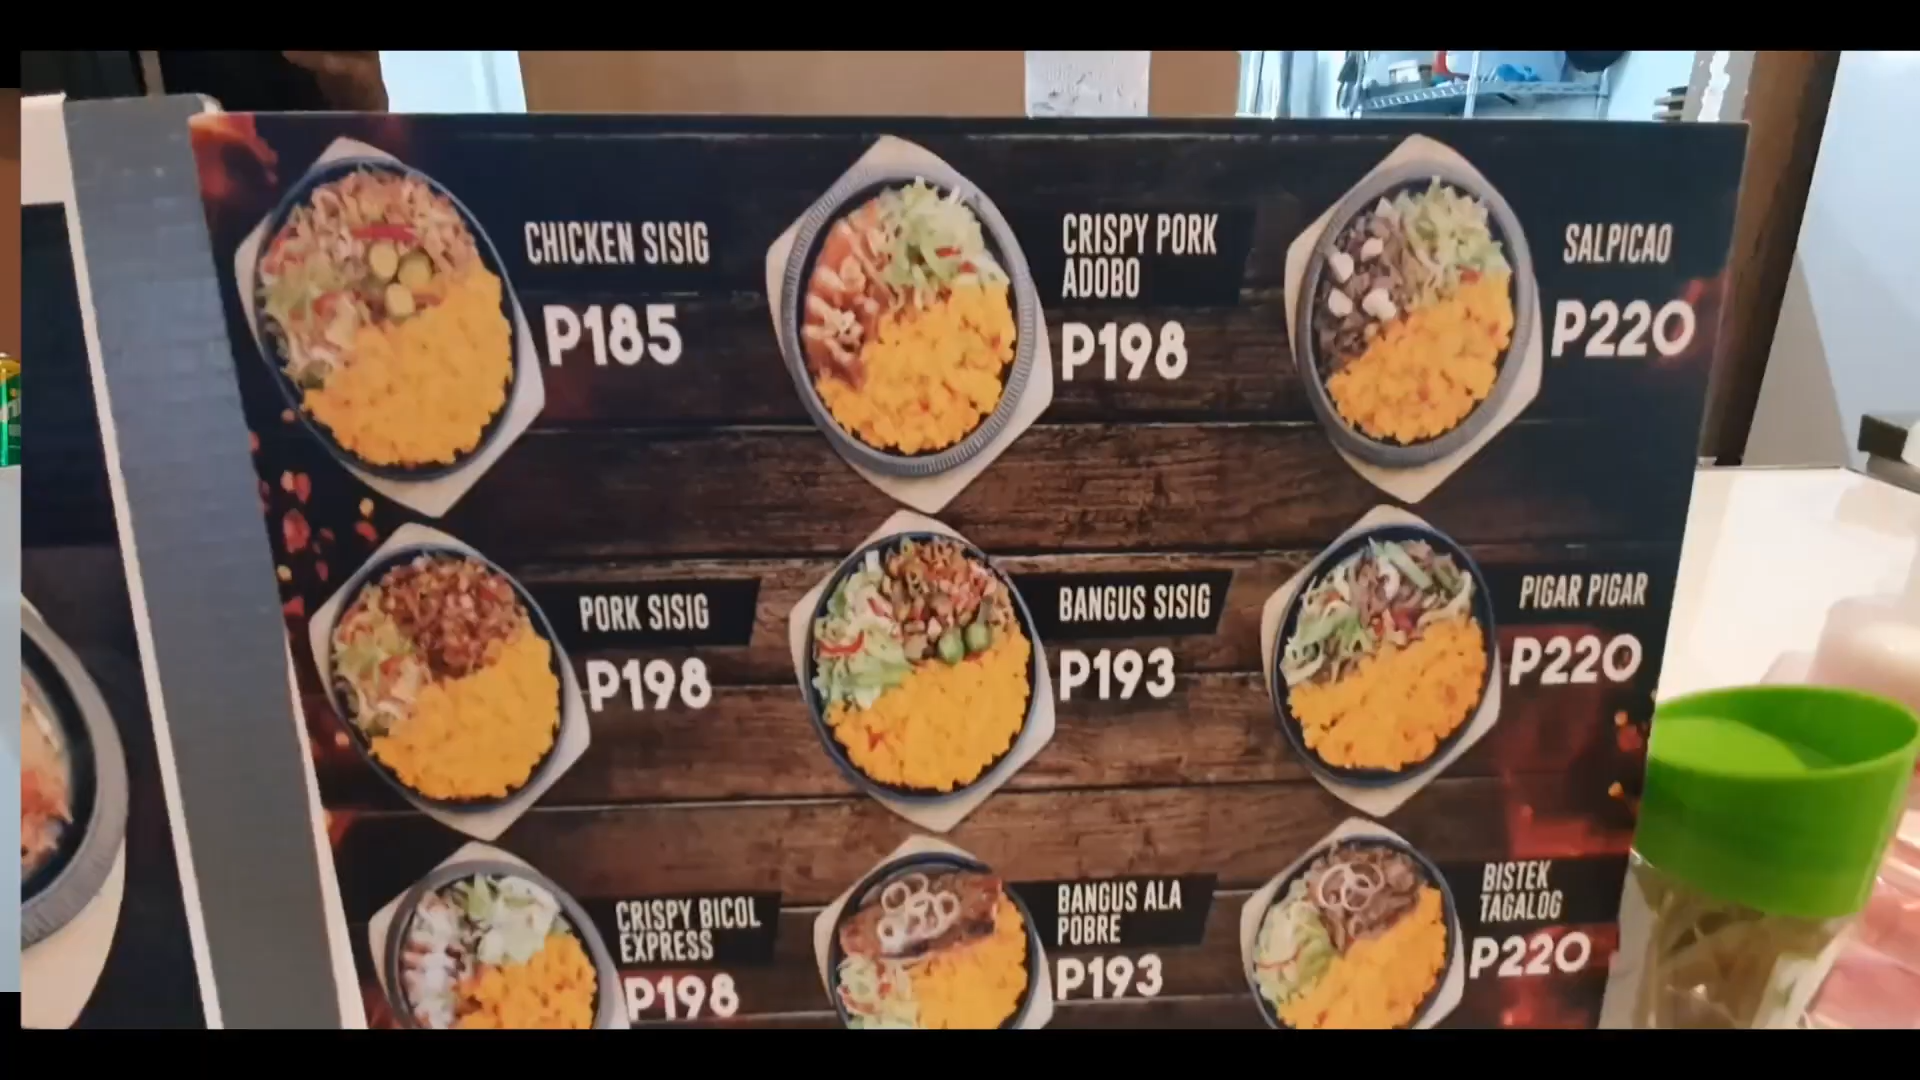 CHICKEN SISIG
P185
CRISPY PORK
ADOBO
P198
SALPICAO
P220
PORK SISIG
P198
BANGUS SISIG
P193
PIGAR PIGAR
P220
CRISPY BICOL
EXPRESS
P198
BANGUS ALA
POBRE
P193
BISTEK
TAGALOG
P220